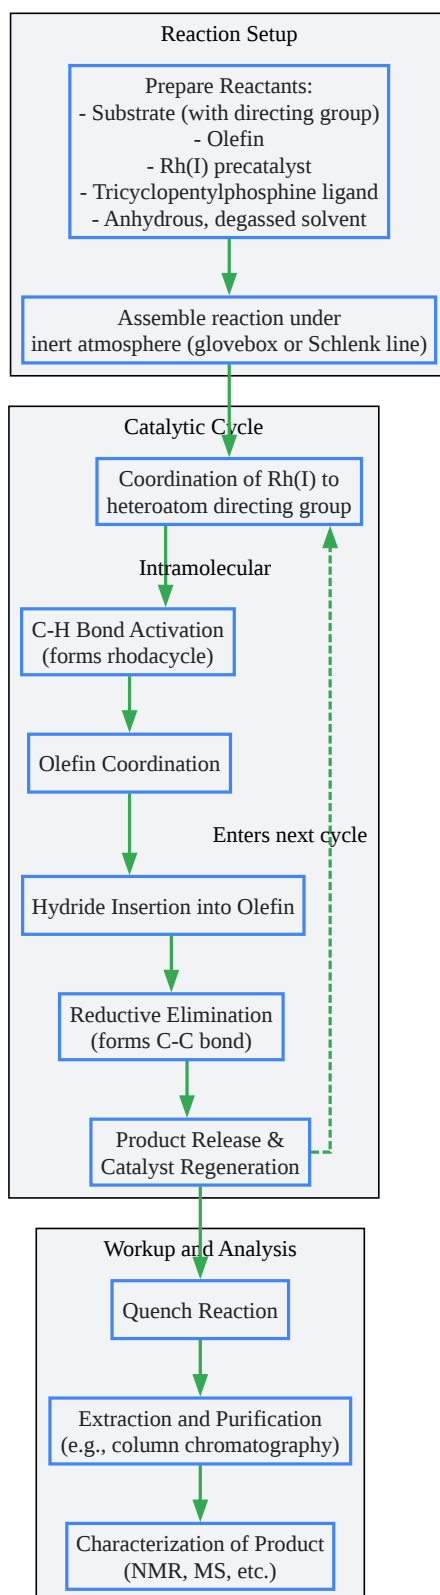 Reaction Setup
Prepare Reactants:
- Substrate (with directing group)
- Olefin
- Rh(I) precatalyst
- Tricyclopentylphosphine ligand
- Anhydrous, degassed solvent
Assemble reaction under
inert atmosphere (glovebox or Schlenk line)
Catalytic Cycle
Coordination of Rh(I) to
heteroatom directing group
Intramolecular
C-H Bond Activation
(forms rhodacycle)
Olefin Coordination
Enters next cycle
Hydride Insertion into Olefin
Reductive Elimination
(forms C-C bond)
Product Release &
Catalyst Regeneration
Workup and Analysis
Quench Reaction
Extraction and Purification
(e.g., column chromatography)
Characterization of Product
(NMR, MS, etc.)